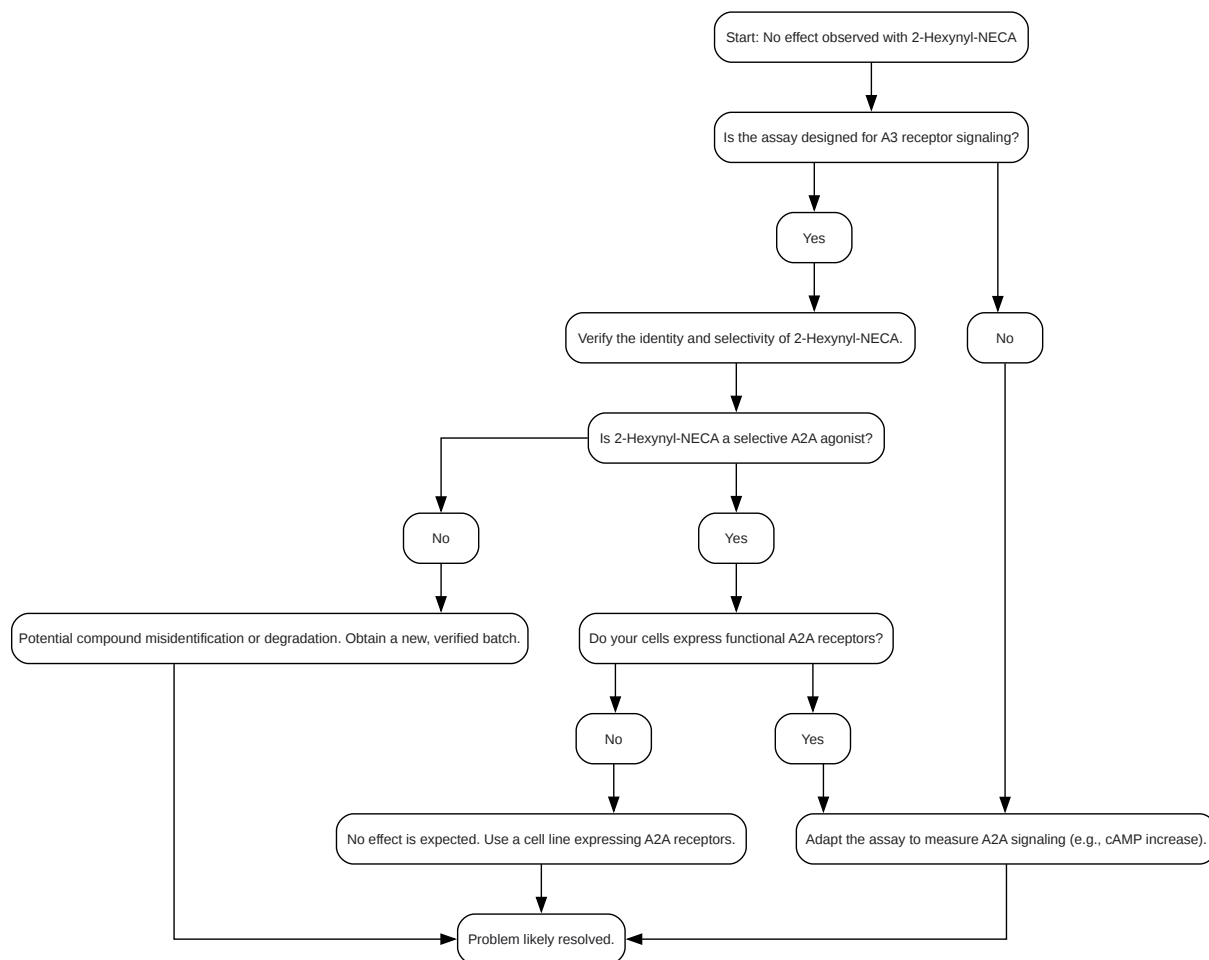 Start: No effect observed with 2-Hexynyl-NECA
Is the assay designed for A3 receptor signaling?
Yes
Verify the identity and selectivity of 2-Hexynyl-NECA.
No
Is 2-Hexynyl-NECA a selective A2A agonist?
No
Yes
Potential compound misidentification or degradation. Obtain a new, verified batch.
Do your cells express functional A2A receptors?
No
Yes
No effect is expected. Use a cell line expressing A2A receptors.
Adapt the assay to measure A2A signaling (e.g., cAMP increase).
Problem likely resolved.